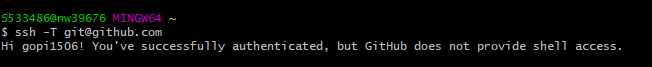 S533486@nw39676 MINGW64 ~
$ ssh -T git@github.com
Hi gopi1506! You've successfully authenticated, but GitHub does not provide shell access.